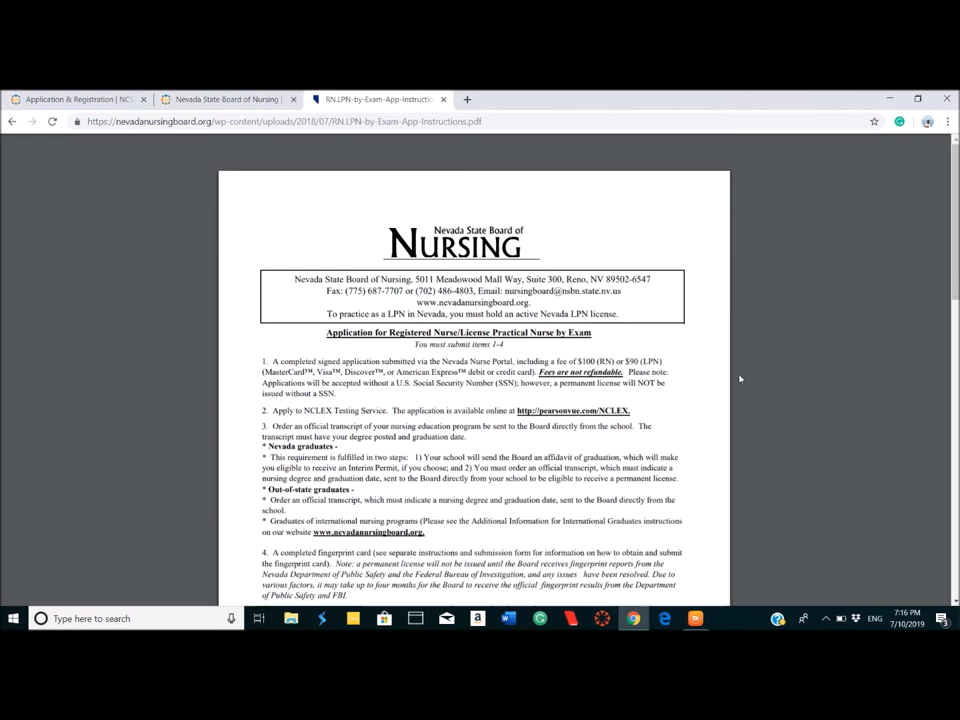 Application & Registration | NCS
Nevada State Board of Nursing |
RN.LPN-by-Exam-App-Instructio
https://nevadanursingboard.org/wp-content/uploads/2018/07/RN.LPN-by-Exam-App-Instructions.pdf
Nevada State Board of
NURSING
Nevada State Board of Nursing, 5011 Meadowood Mall Way, Suite 300, Reno, NV 89502-6547
Fax: (775) 687-7707 or (702) 486-4803, Email: nursingboard@nsbn.state.nv.us
www.nevadanursingboard.org.
To practice as a LPN in Nevada, you must hold an active Nevada LPN license.
Application for Registered Nurse/License Practical Nurse by Exam
You must submit items 1-4
1. A completed signed application submitted via the Nevada Nurse Portal, including a fee of $100 (RN) or $90 (LPN)
(MasterCard™, Visa™, Discover™, or American Express™ debit or credit card). Fees are not refundable. Please note:
Applications will be accepted without a U.S. Social Security Number (SSN); however, a permanent license will NOT be
issued without a SSN.
2. Apply to NCLEX Testing Service. The application is available online at http://pearsonvue.com/NCLEX.
3. Order an official transcript of your nursing education program be sent to the Board directly from the school. The
transcript must have your degree posted and graduation date.
* Nevada graduates -
* This requirement is fulfilled in two steps: 1) Your school will send the Board an affidavit of graduation, which will make
you eligible to receive an Interim Permit, if you choose; and 2) You must order an official transcript, which must indicate a
nursing degree and graduation date, sent to the Board directly from your school to be eligible to receive a permanent license.
* Out-of-state graduates -
* Order an official transcript, which must indicate a nursing degree and graduation date, sent to the Board directly from the
school.
* Graduates of international nursing programs (Please see the Additional Information for International Graduates instructions
on our website www.nevadanursingboard.org.
4. A completed fingerprint card (see separate instructions and submission form for information on how to obtain and submit
the fingerprint card). Note: a permanent license will not be issued until the Board receives fingerprint reports from the
Nevada Department of Public Safety and the Federal Bureau of Investigation, and any issues have been resolved. Due to
various factors, it may take up to four months for the Board to receive the official fingerprint results from the Department
of Public Safety and FBI.
Type here to search
ENG
7:16 PM
7/10/2019